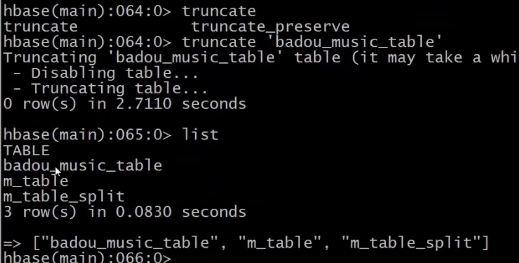 hbase(main):064:0> truncate
truncate            truncate_preserve
hbase(main):064:0> truncate 'badou_music_table'
Truncating 'badou_music_table' table (it may take a whi
 - Disabling table...
 - Truncating table...
0 row(s) in 2.7110 seconds

hbase(main):065:0> list
TABLE
badou_music_table
m_table
m_table_split
3 row(s) in 0.0830 seconds

=> ["badou_music_table", "m_table", "m_table_split"]
hbase(main):066:0>